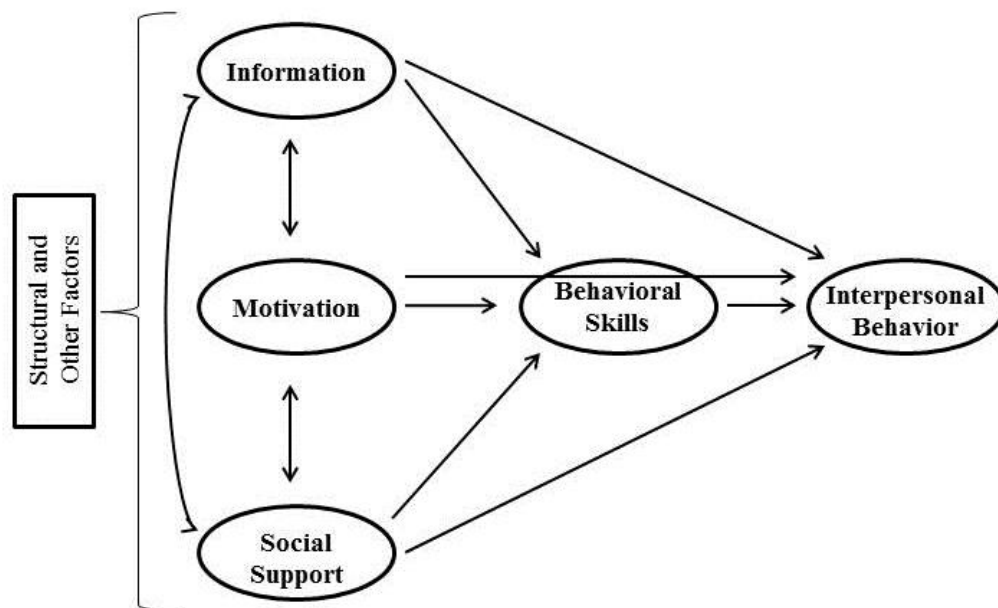 Structural and
Other Factors
Information
Motivation
Social
Support
Behavioral
Skills
Interpersonal
Behavior